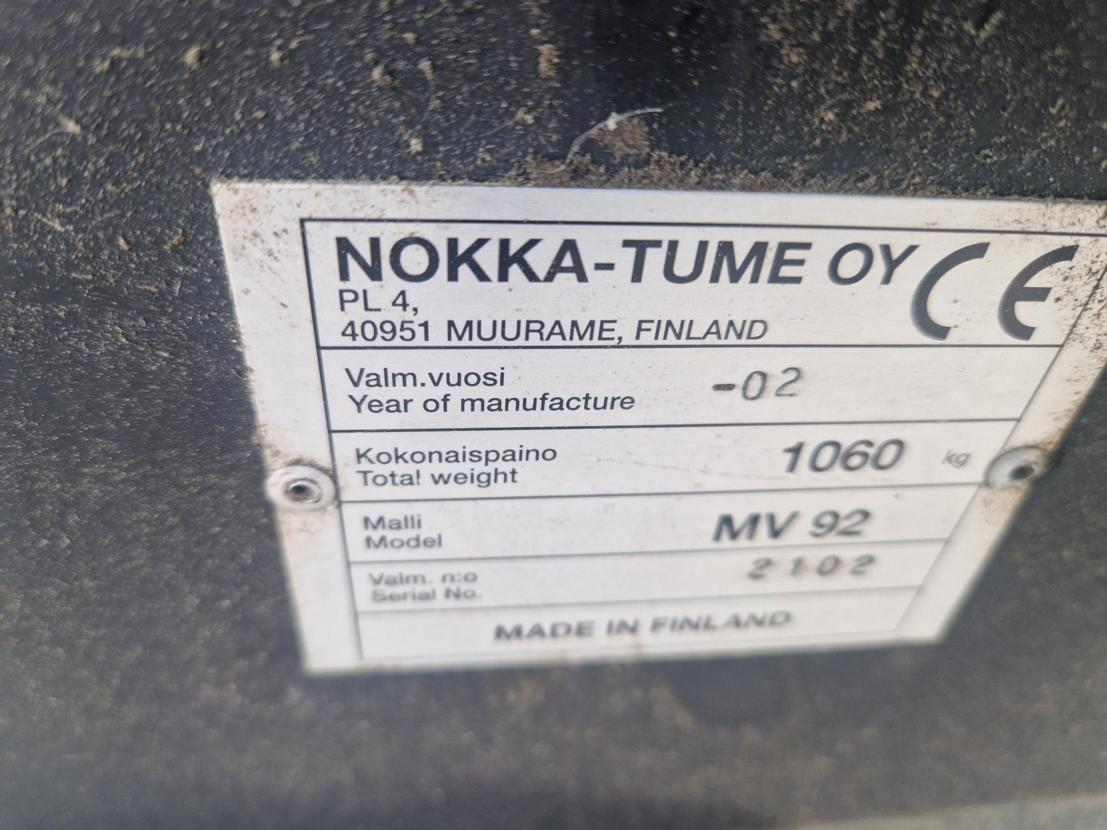 NOKKA-TUME OY CE
PL 4,
40951 MUURAME, FINLAND
Valm.vuosi
Year of manufacture -02
Kokonaispaino
Total weight 1060 kg
Malli
Model MV 92
Valm. n:o
Serial No. 2102
MADE IN FINLAND